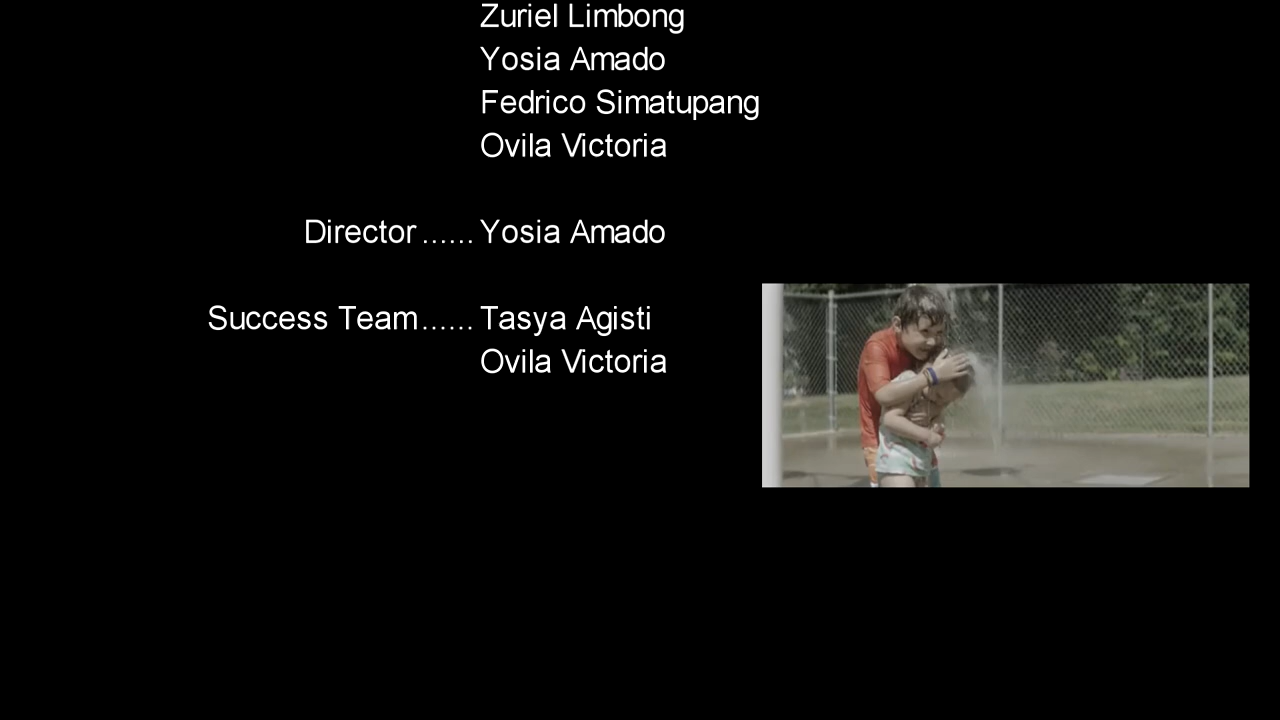 Zuriel Limbong
Yosia Amado
Fedrico Simatupang
Ovila Victoria
Director ...... Yosia Amado
Success Team ...... Tasya Agisti
Ovila Victoria